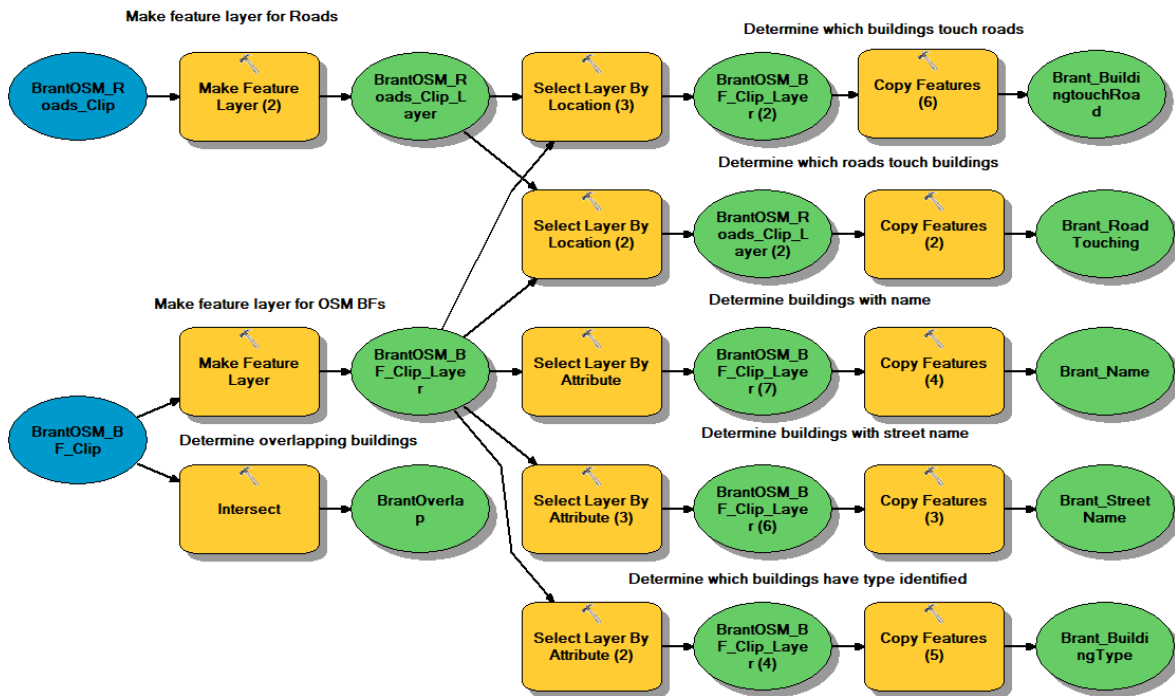 Make feature layer for Roads
Determine which buildings touch roads
BrantOSM_R
oads_Clip
Make Feature
Layer (2)
BrantOSM_R
oads_Clip_L
ayer
Select Layer By
Location (3)
BrantOSM_B
F_Clip_Laye
r (2)
Copy Features
(6)
Brant_Buildi
ngtouchRoa
d
Determine which roads touch buildings
Select Layer By
Location (2)
BrantOSM_R
oads_Clip_L
ayer (2)
Copy Features
(2)
Brant_Road
Touching
Make feature layer for OSM BFs
Determine buildings with name
Make Feature
Layer
BrantOSM_B
F_Clip_Laye
r
Select Layer By
Attribute
BrantOSM_B
F_Clip_Laye
r (7)
Copy Features
(4)
Brant_Name
BrantOSM_B
F_Clip
Determine overlapping buildings
Determine buildings with street name
Intersect
BrantOverla
p
Select Layer By
Attribute (3)
BrantOSM_B
F_Clip_Laye
r (6)
Copy Features
(3)
Brant_Street
Name
Determine which buildings have type identified
Select Layer By
Attribute (2)
BrantOSM_B
F_Clip_Laye
r (4)
Copy Features
(5)
Brant_Buildi
ngType